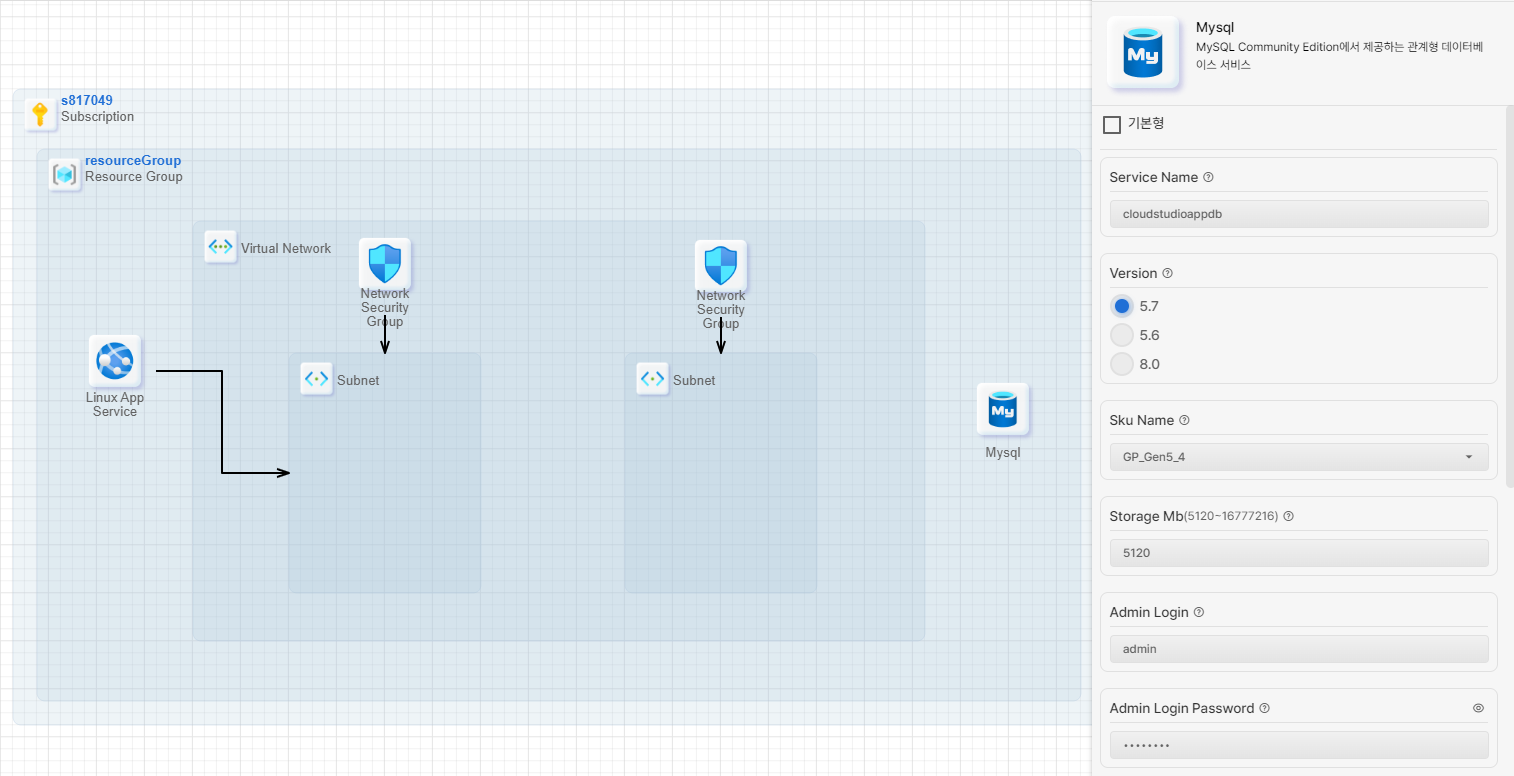 s817049
Subscription
resourceGroup
Resource Group
Virtual Network
Network
Security
Group
Network
Security
Group
Linux App
Service
Subnet
Subnet
My
Mysql
My
Mysql
MySQL Community Edition에서 제공하는 관계형 데이터베
이스 서비스
기본형
Service Name
cloudstudioappdb
Version
5.7
5.6
8.0
Sku Name
GP_Gen5_4
Storage Mb(5120~16777216)
5120
Admin Login
admin
Admin Login Password
••••••••